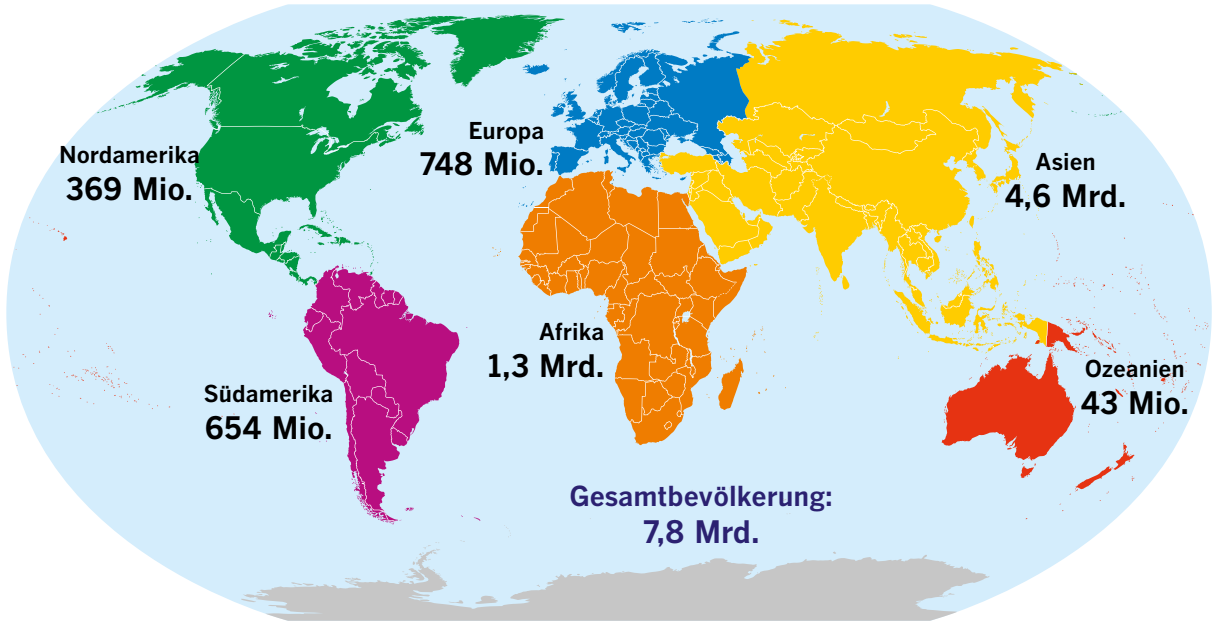 Nordamerika
369 Mio.
Europa
748 Mio.
Asien
4,6 Mrd.
Afrika
1,3 Mrd.
Südamerika
654 Mio.
Ozeanien
43 Mio.
Gesamtbevölkerung:
7,8 Mrd.